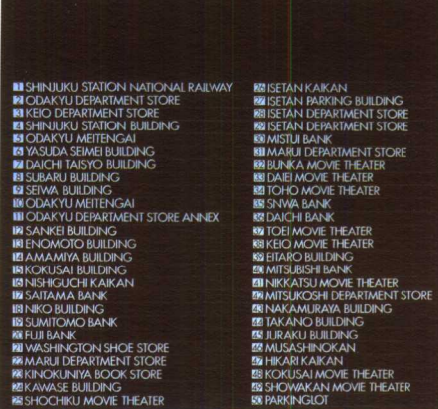 1 SHINJUKU STATION NATIONAL RAILWAY
2 ODAKYU DEPARTMENT STORE
3 KEIO DEPARTMENT STORE
4 SHINJUKU STATION BUILDING
5 ODAKYU MEITENGAI
6 YASUDA SEIMEI BUILDING
7 DAICHI TAISYO BUILDING
8 SUBARU BUILDING
9 SEIWA BUILDING
10 ODAKYU MEITENGAI
11 ODAKYU DEPARTMENT STORE ANNEX
12 SANKEI BUILDING
13 ENOMOTO BUILDING
14 AMAMIYA BUILDING
15 KOKUSAI BUILDING
16 NISHIGUCHI KAIKAN
17 SAITAMA BANK
18 NIKO BUILDING
19 SUMITOMO BANK
20 FUJI BANK
21 WASHINGTON SHOE STORE
22 MARUI DEPARTMENT STORE
23 KINOKUNIYA BOOK STORE
24 KAWASE BUILDING
25 SHOCHIKU MOVIE THEATER
26 ISETAN KAIKAN
27 ISETAN PARKING BUILDING
28 ISETAN DEPARTMENT STORE
29 ISETAN DEPARTMENT STORE
30 MISTUI BANK
31 MARUI DEPARTMENT STORE
32 BUNKA MOVIE THEATER
33 DAIEI MOVIE THEATER
34 TOHO MOVIE THEATER
35 SNWA BANK
36 DAICHI BANK
37 TOEI MOVIE THEATER
38 KEIO MOVIE THEATER
39 EITARO BUILDING
40 MITSUBISHI BANK
41 NIKKATSU MOVIE THEATER
42 MITSUKOSHI DEPARTMENT STORE
43 NAKAMURAYA BUILDING
44 TAKANO BUILDING
45 JURAKU BUILDING
46 MUSASHINOKAN
47 HIKARI KAIKAN
48 KOKUSAI MOVIE THEATER
49 SHOWAKAN MOVIE THEATER
50 PARKINGLOT